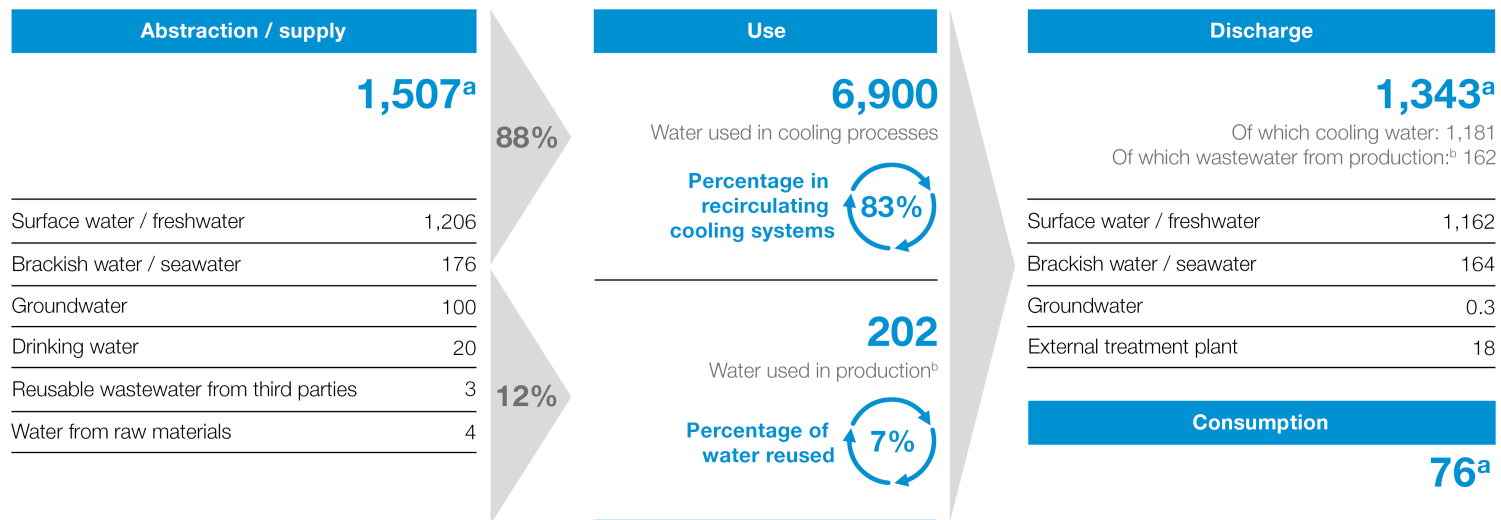 Abstraction / supply
1,507ᵃ
Surface water / freshwater 1,206
Brackish water / seawater 176
Groundwater 100
Drinking water 20
Reusable wastewater from third parties 3
Water from raw materials 4
88%
12%
Use
6,900
Water used in cooling processes
Percentage in
recirculating
cooling systems
83%
202
Water used in productionᵇ
Percentage of
water reused
7%
Discharge
1,343ᵃ
Of which cooling water: 1,181
Of which wastewater from production:ᵇ 162
Surface water / freshwater 1,162
Brackish water / seawater 164
Groundwater 0.3
External treatment plant 18
Consumption
76ᵃ